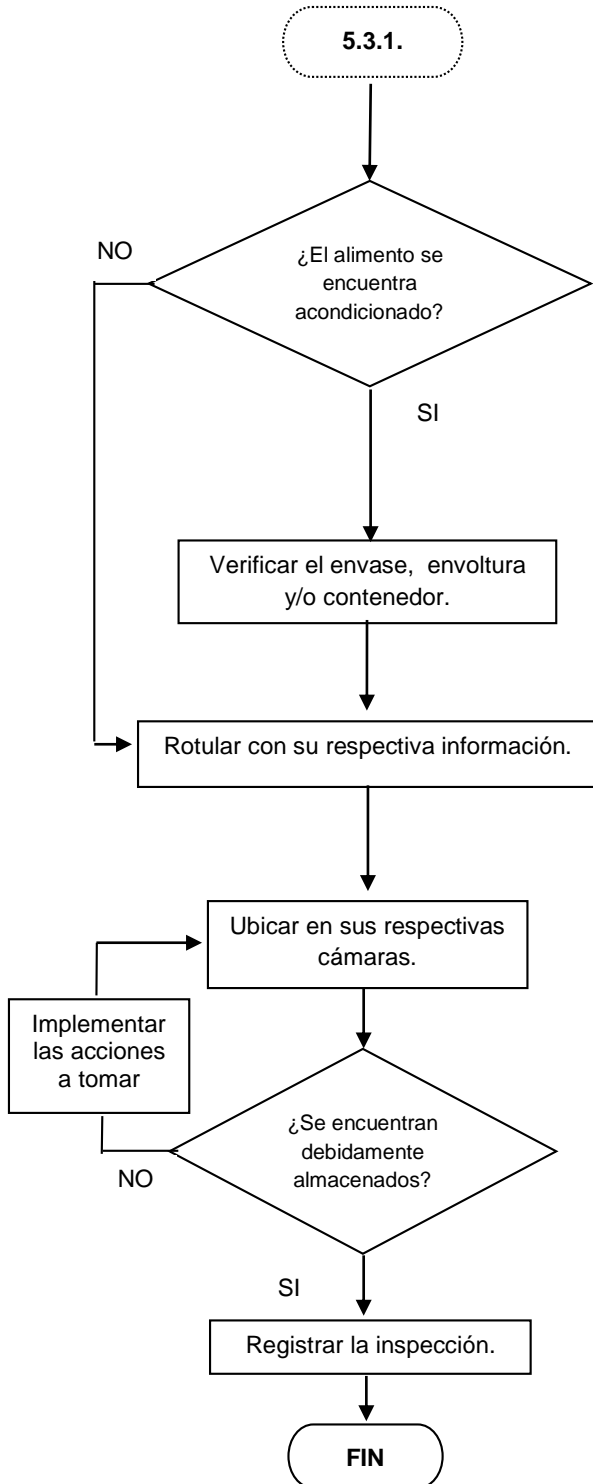 5.3.1.
NO
¿El alimento se
encuentra
acondicionado?
SI
Verificar el envase, envoltura
y/o contenedor.
Rotular con su respectiva información.
Ubicar en sus respectivas
cámaras.
Implementar
las acciones
a tomar
¿Se encuentran
debidamente
almacenados?
NO
SI
Registrar la inspección.
FIN